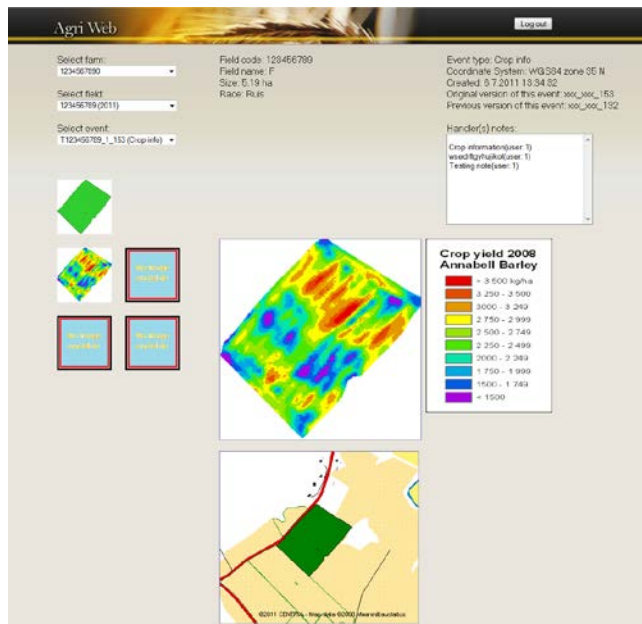 Agri Web
Log out
Select farm:
1234567890
Select field:
123456789 (2011)
Select event:
T123456789_1_153 (Crop info)
Field code: 123456789
Field name: F
Size: 5,19 ha
Race: Ruis
Event type: Crop info
Coordinate System: WGS84 zone 35 N
Created: 8.7.2011 13:34:32
Original version of this event: xxx_xxx_153
Previous version of this event: xxx_xxx_132
Handler(s) notes:
Crop information(user: 1)
Testing note(user: 1)
Crop yield 2008
Annabell Barley
> 3 500 kg/ha
3 250 - 3 500
3000 - 3 249
2 750 - 2 999
2 500 - 2 749
2 250 - 2 499
2000 - 2 249
1 750 - 1 999
1500 - 1 749
< 1500